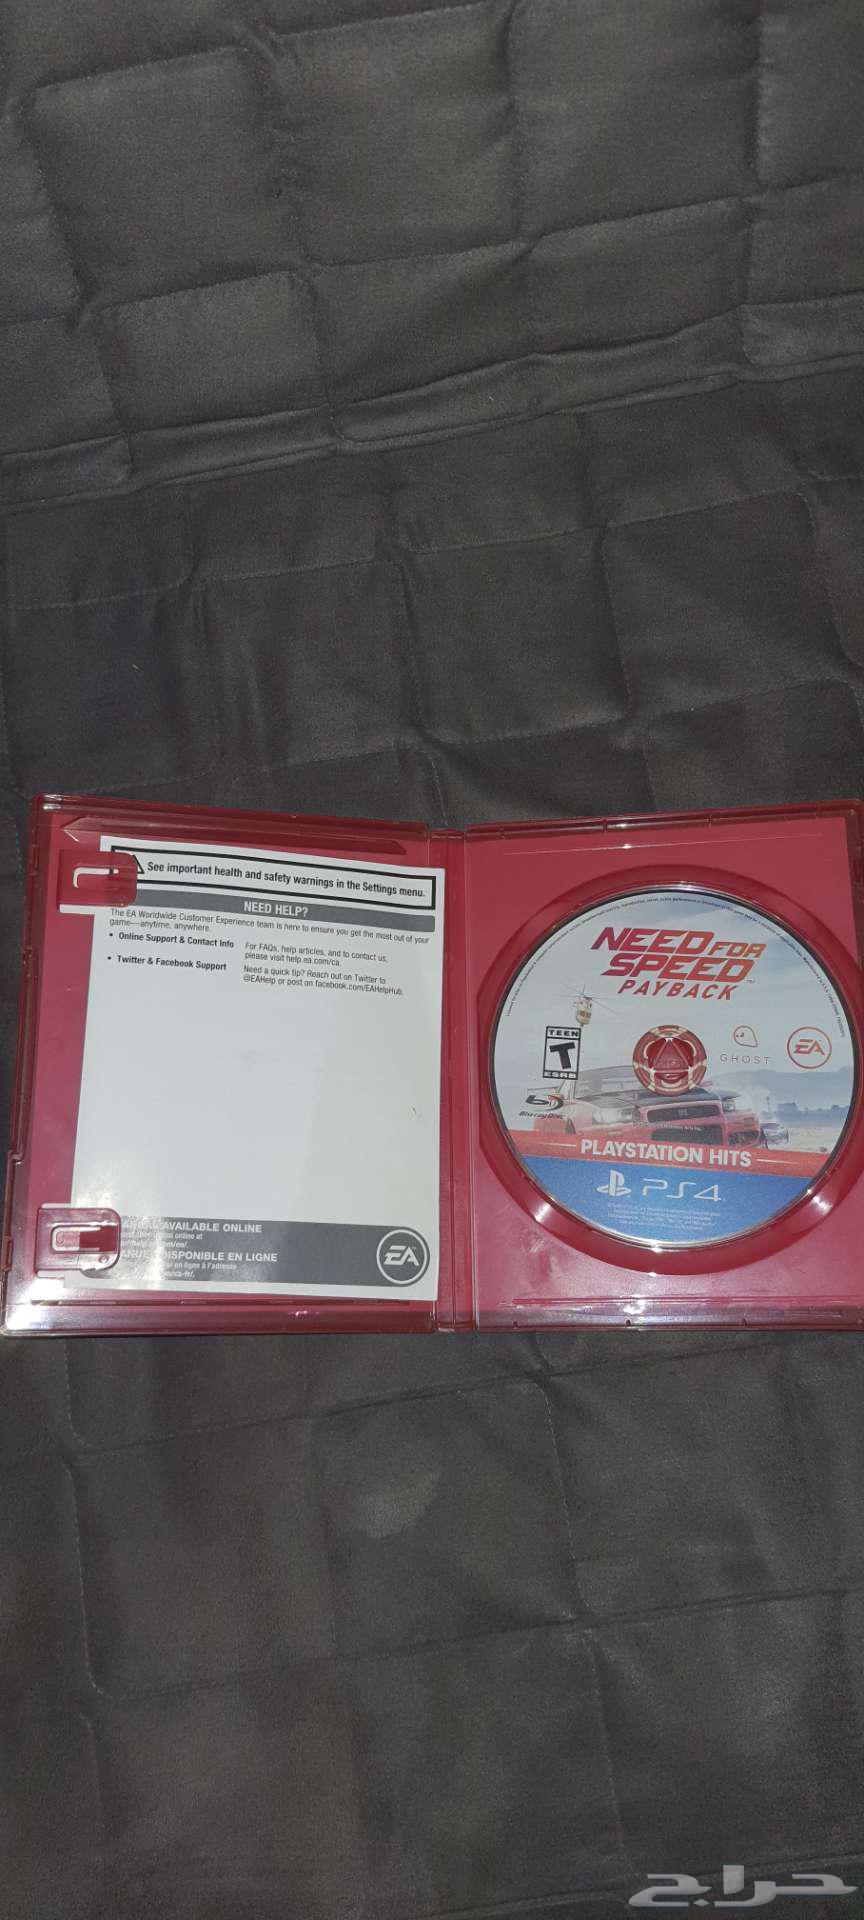 See important health and safety warnings in the Settings menu.
NEED HELP?
The EA Worldwide Customer Experience team is here to ensure you get the most out of your
game—anytime, anywhere.
• Online Support & Contact Info
For FAQs, help articles, and to contact us,
please visit help.ea.com/ca.
• Twitter & Facebook Support
Need a quick tip? Reach out on Twitter to
@EAHelp or post on facebook.com/EAHelpHub.
AVAILABLE ONLINE
DISPONIBLE EN LIGNE
EA
NEED FOR
SPEED
PAYBACK
TEEN
T
ESRB
GHOST
EA
Blu-ray Disc
PLAYSTATION HITS
PS4
حراج